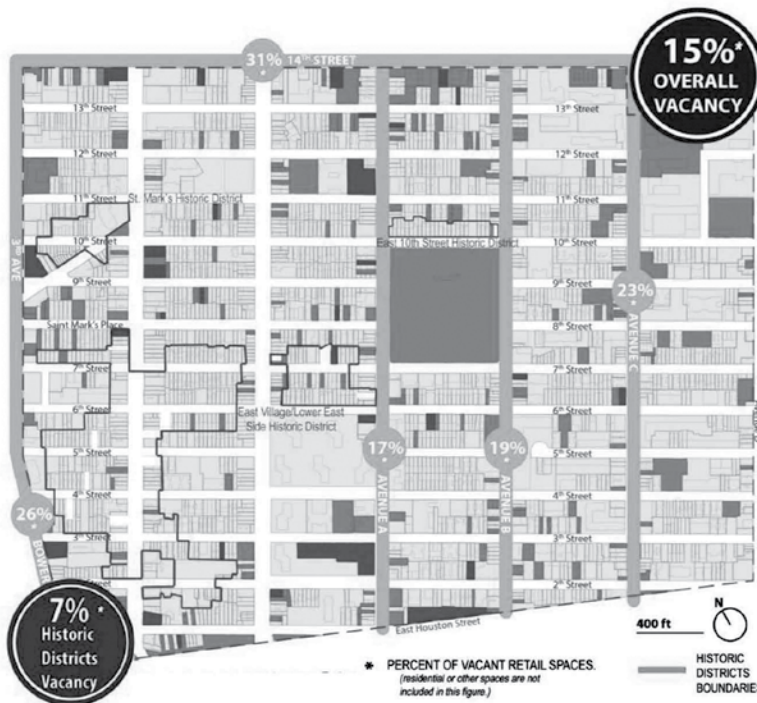 31% 14TH STREET
*
15%*
OVERALL
VACANCY
13th Street
13th Street
12th Street
12th Street
11th Street
St. Mark's Historic District
11th Street
3RD AVE
10th Street
East 10th Street Historic District
10th Street
9th Street
9th Street
23%
*
AVENUE C
Saint Mark's Place
8th Street
7th Street
7th Street
6th Street
6th Street
East Village/Lower East
Side Historic District
5th Street
17%
*
AVENUE A
19%
*
AVENUE B
5th Street
4th Street
4th Street
26%
*
3rd Street
3rd Street
Street
2nd Street
7% *
Historic
Districts
Vacancy
East Houston Street
400 ft
N
* PERCENT OF VACANT RETAIL SPACES.
(residential or other spaces are not
included in this figure.)
HISTORIC
DISTRICTS